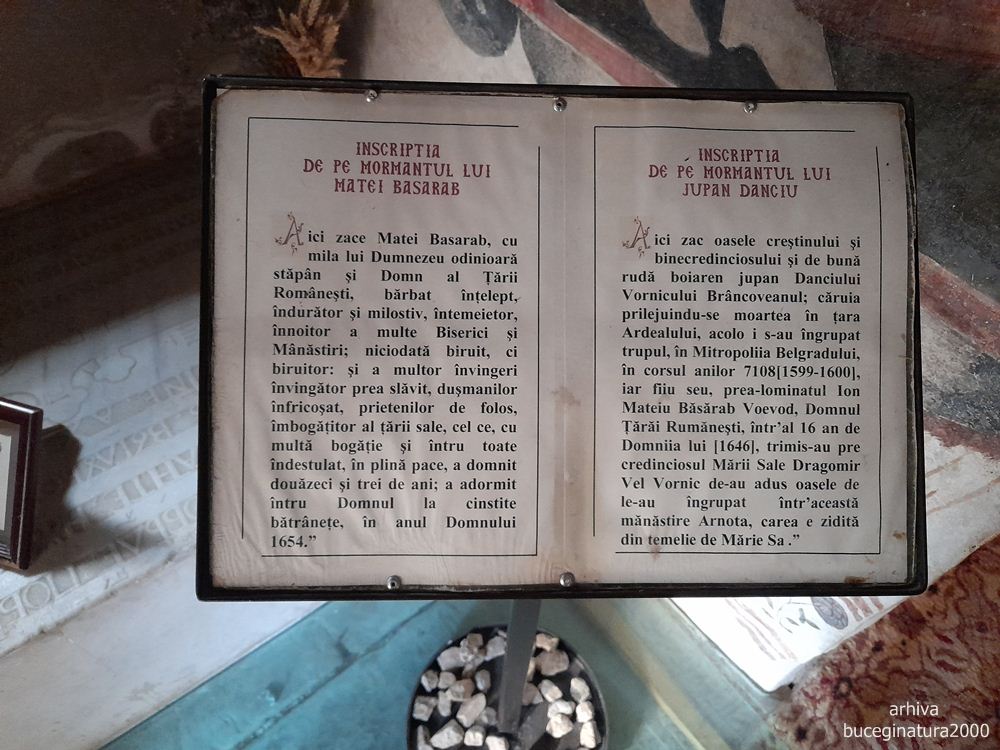 INSCRIPTIA
DE PE MORMANTUL LUI
MATEI BASARAB
Aici zace Matei Basarab, cu
mila lui Dumnezeu odinioară
stăpân și Domn al Țării
Românești, bărbat înțelept,
îndurător și milostiv, întemeietor,
înnoitor a multe Biserici și
Mânăstiri; niciodată biruit, ci
biruitor: și a multor învingeri
învingător prea slăvit, dușmanilor
înfricoșat, prietenilor de folos,
îmbogățitor al țării sale, cel ce, cu
multă bogăție și întru toate
îndestulat, în plină pace, a domnit
douăzeci și trei de ani; a adormit
întru Domnul la cinstite
bătrânețe, în anul Domnului
1654.”
INSCRIPTIA
DE PE MORMANTUL LUI
JUPAN DANCIU
Aici zac oasele creștinului și
binecredinciosului și de bună
rudă boiaren jupan Danciului
Vornicului Brâncoveanul; căruia
prilejuindu-se moartea în țara
Ardealului, acolo i s-au îngrupat
trupul, în Mitropoliia Belgradului,
în corsul anilor 7108[1599-1600],
iar fiiu seu, prea-lominatul Ion
Mateiu Băsărab Voevod, Domnul
Țărăi Rumănești, într’al 16 an de
Domniia lui [1646], trimis-au pre
credinciosul Mării Sale Dragomir
Vel Vornic de-au adus oasele de
le-au îngrupat într’această
mănăstire Arnota, carea e zidită
din temelie de Mărie Sa .”
arhiva
buceginatura2000